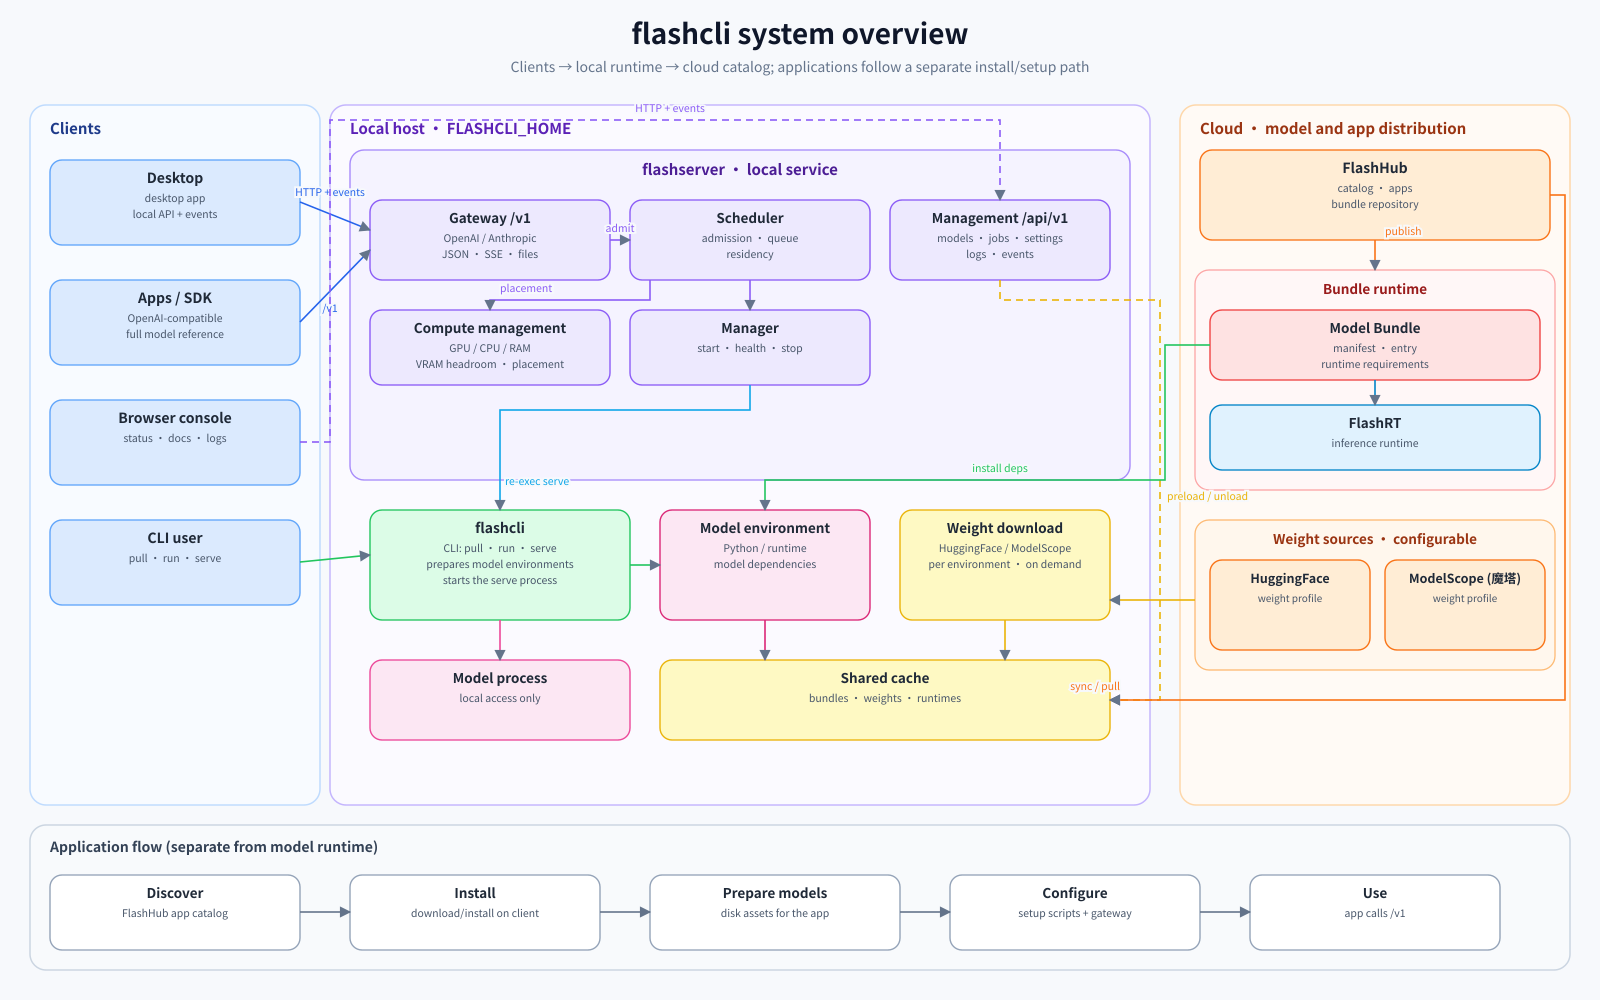 flashcli system overview
Clients → local runtime → cloud catalog; applications follow a separate install/setup path
Clients
Desktop
desktop app
local API + events
Apps / SDK
OpenAI-compatible
full model reference
Browser console
status • docs • logs
CLI user
pull • run • serve
HTTP + events
/v1
HTTP + events
Local host • FLASHCLI_HOME
flashserver • local service
Gateway /v1
OpenAI / Anthropic
JSON • SSE • files
admit
Scheduler
admission • queue
residency
Management /api/v1
models • jobs • settings
logs • events
placement
Compute management
GPU / CPU / RAM
VRAM headroom • placement
Manager
start • health • stop
install deps
re-exec serve
preload / unload
flashcli
CLI: pull • run • serve
prepares model environments
starts the serve process
Model environment
Python / runtime
model dependencies
Weight download
HuggingFace / ModelScope
per environment • on demand
Model process
local access only
Shared cache
bundles • weights • runtimes
sync / pull
Cloud • model and app distribution
FlashHub
catalog • apps
bundle repository
publish
Bundle runtime
Model Bundle
manifest • entry
runtime requirements
FlashRT
inference runtime
Weight sources • configurable
HuggingFace
weight profile
ModelScope (魔塔)
weight profile
Application flow (separate from model runtime)
Discover
FlashHub app catalog
Install
download/install on client
Prepare models
disk assets for the app
Configure
setup scripts + gateway
Use
app calls /v1